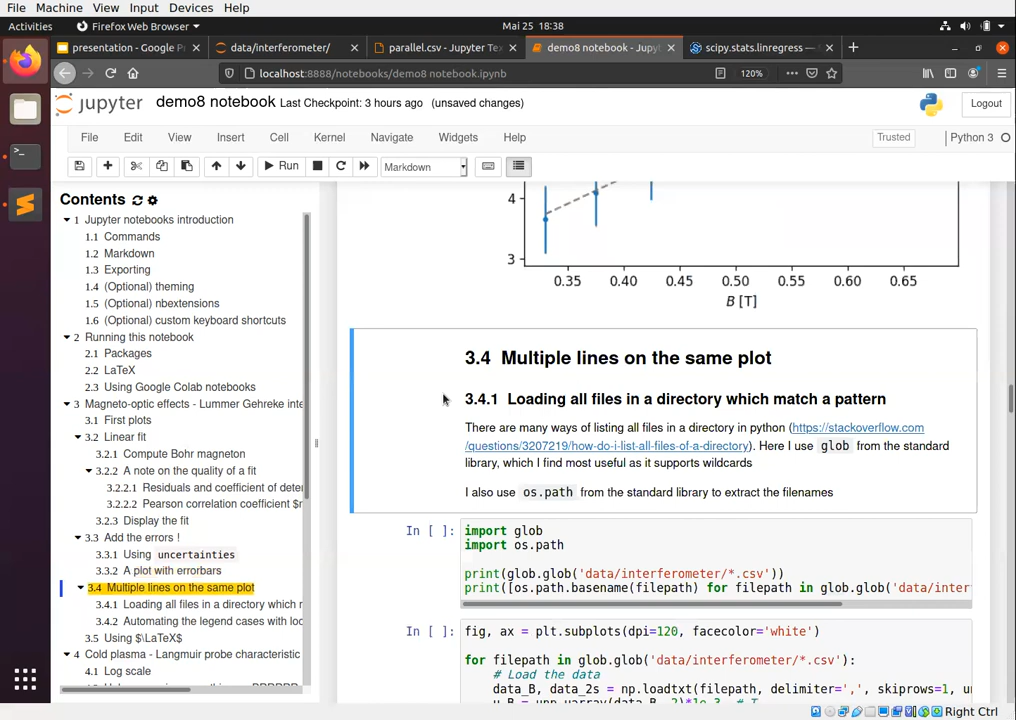 File Machine View Input Devices Help
Activities Firefox Web Browser Mai 25 18:38
presentation - Google P data/interferometer/ parallel.csv - Jupyter Te demo8 notebook - Jupy scipy.stats.linregress —
localhost:8888/notebooks/demo8 notebook.ipynb 120%
jupyter demo8 notebook Last Checkpoint: 3 hours ago (unsaved changes) Logout
File Edit View Insert Cell Kernel Navigate Widgets Help Trusted Python 3
Run Markdown
Contents
1 Jupyter notebooks introduction
1.1 Commands
1.2 Markdown
1.3 Exporting
1.4 (Optional) theming
1.5 (Optional) nbextensions
1.6 (Optional) custom keyboard shortcuts
2 Running this notebook
2.1 Packages
2.2 LaTeX
2.3 Using Google Colab notebooks
3 Magneto-optic effects - Lummer Gehreke inte
3.1 First plots
3.2 Linear fit
3.2.1 Compute Bohr magneton
3.2.2 A note on the quality of a fit
3.2.2.1 Residuals and coefficient of deter
3.2.2.2 Pearson correlation coefficient $r
3.2.3 Display the fit
3.3 Add the errors !
3.3.1 Using uncertainties
3.3.2 A plot with errorbars
3.4 Multiple lines on the same plot
3.4.1 Loading all files in a directory which r
3.4.2 Automating the legend cases with loc
3.5 Using $\LaTeX$
4 Cold plasma - Langmuir probe characteristic
4.1 Log scale
4
3
0.35 0.40 0.45 0.50 0.55 0.60 0.65
B [T]
3.4 Multiple lines on the same plot
3.4.1 Loading all files in a directory which match a pattern
There are many ways of listing all files in a directory in python (https://stackoverflow.com
/questions/3207219/how-do-i-list-all-files-of-a-directory). Here I use glob from the standard
library, which I find most useful as it supports wildcards
I also use os.path from the standard library to extract the filenames
In [ ]: import glob
import os.path
print(glob.glob('data/interferometer/*.csv'))
print([os.path.basename(filepath) for filepath in glob.glob('data/inter
In [ ]: fig, ax = plt.subplots(dpi=120, facecolor='white')
for filepath in glob.glob('data/interferometer/*.csv'):
# Load the data
data_B, data_2s = np.loadtxt(filepath, delimiter=',', skiprows=1, un
Right Ctrl